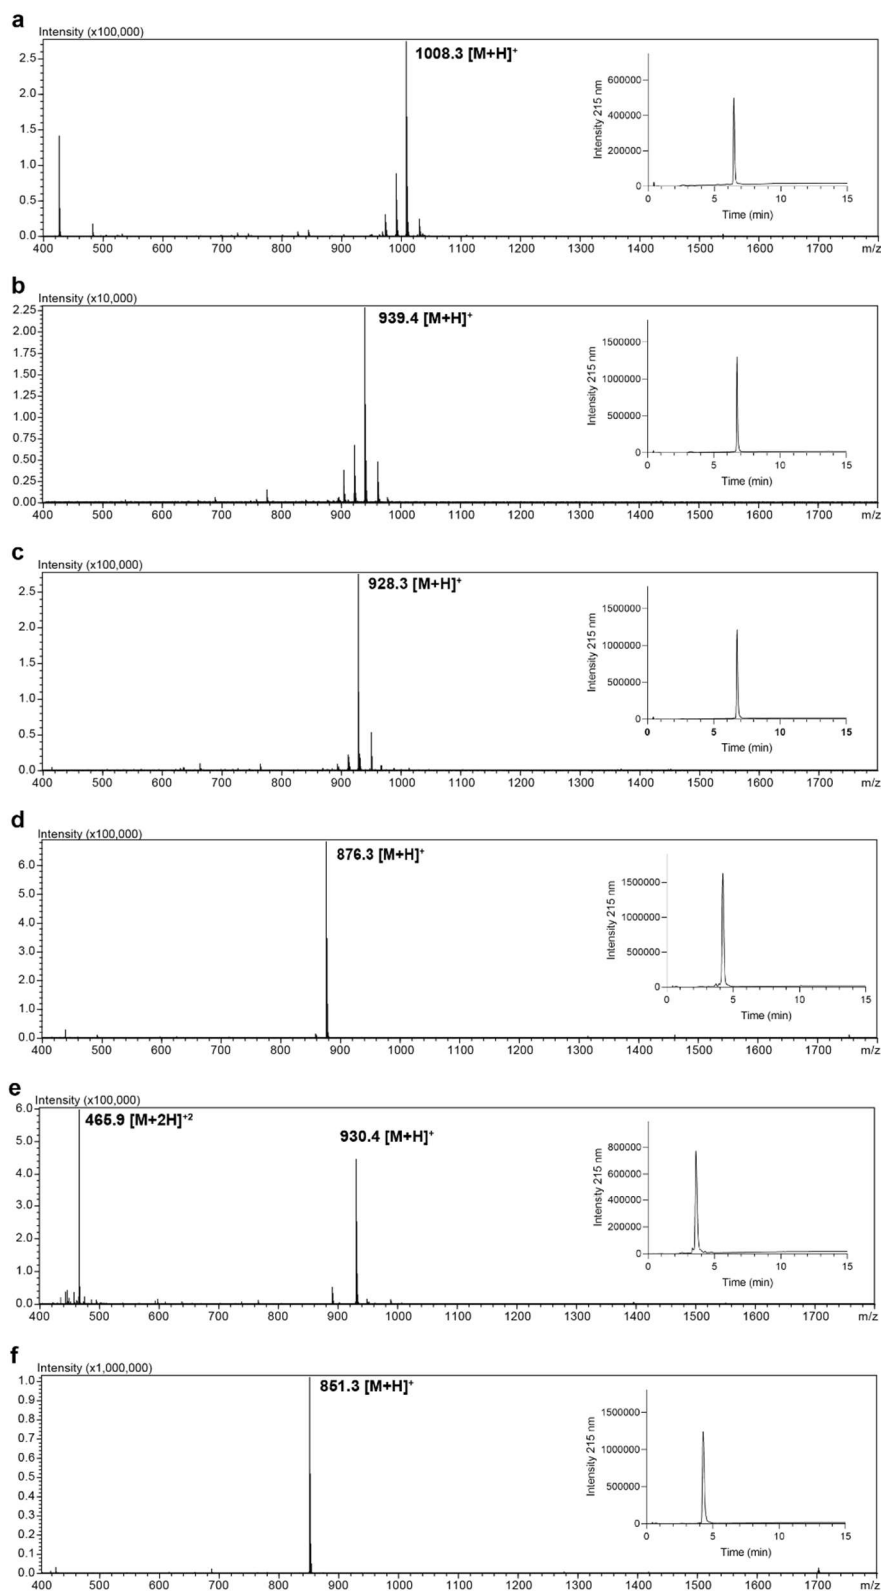 a
Intensity (x100,000)
1008.3 [M+H]+
2.5
2.0
1.5
1.0
0.5
0.0
400 500 600 700 800 900 1000 1100 1200 1300 1400 1500 1600 1700 m/z
Intensity 215 nm
600000
400000
200000
0
0 5 10 15
Time (min)
b
Intensity (x10,000)
939.4 [M+H]+
2.25
2.00
1.75
1.50
1.25
1.00
0.75
0.50
0.25
0.00
400 500 600 700 800 900 1000 1100 1200 1300 1400 1500 1600 1700 m/z
Intensity 215 nm
1500000
1000000
500000
0
0 5 10 15
Time (min)
c
Intensity (x100,000)
928.3 [M+H]+
2.5
2.0
1.5
1.0
0.5
0.0
400 500 600 700 800 900 1000 1100 1200 1300 1400 1500 1600 1700 m/z
Intensity 215 nm
1500000
1000000
500000
0
0 5 10 15
Time (min)
d
Intensity (x100,000)
876.3 [M+H]+
6.0
5.0
4.0
3.0
2.0
1.0
0.0
400 500 600 700 800 900 1000 1100 1200 1300 1400 1500 1600 1700 m/z
Intensity 215 nm
1500000
1000000
500000
0
0 5 10 15
Time (min)
e
Intensity (x100,000)
465.9 [M+2H]+2
930.4 [M+H]+
6.0
5.0
4.0
3.0
2.0
1.0
0.0
400 500 600 700 800 900 1000 1100 1200 1300 1400 1500 1600 1700 m/z
Intensty 215 nm
800000
600000
400000
200000
0
0 5 10 15
Time (min)
f
Intensity (x1,000,000)
851.3 [M+H]+
1.0
0.9
0.8
0.7
0.6
0.5
0.4
0.3
0.2
0.1
0.0
400 500 600 700 800 900 1000 1100 1200 1300 1400 1500 1600 1700 m/z
Intensity 215 nm
1500000
1000000
500000
0
0 5 10 15
Time (min)